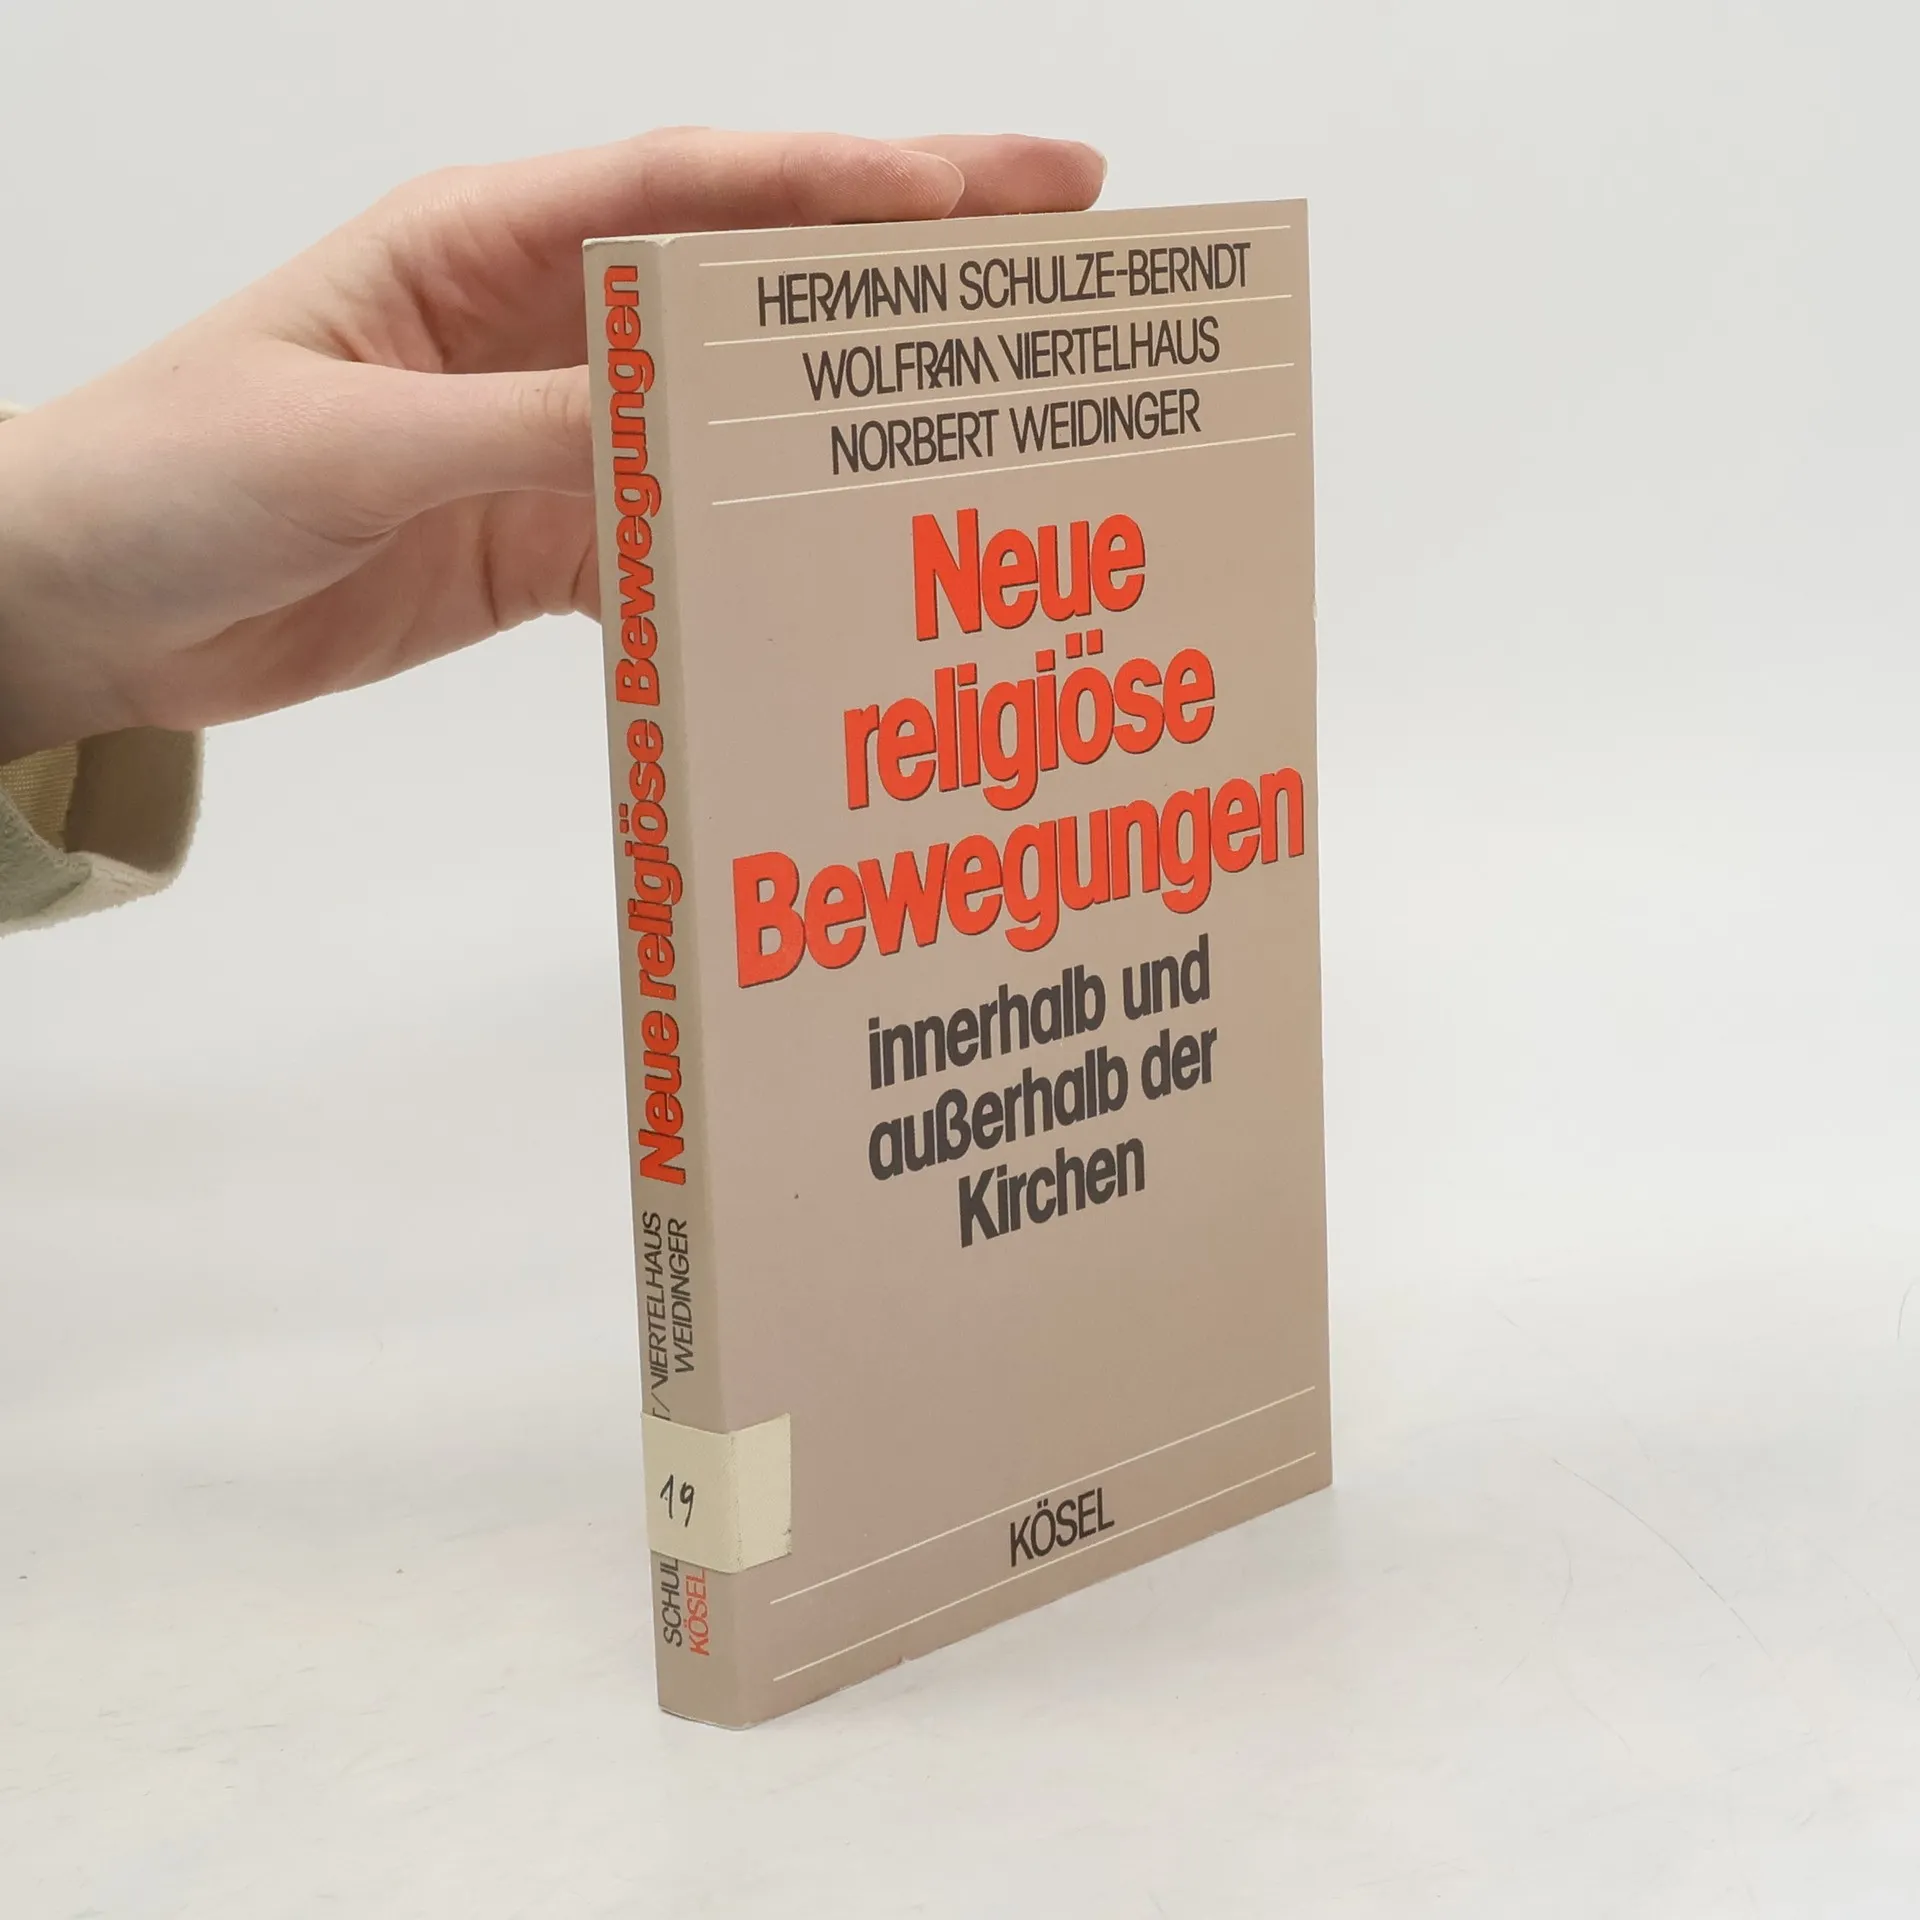 HERMANN SCHULZE-BERNDT
WOLFRAM VIERTELHAUS
NORBERT WEIDINGER
Neue
religiöse
Bewegungen
innerhalb und
außerhalb der
Kirchen
KÖSEL
Neue religiöse Bewegungen
VIERTELHAUS
WEIDINGER
19
KÖSEL